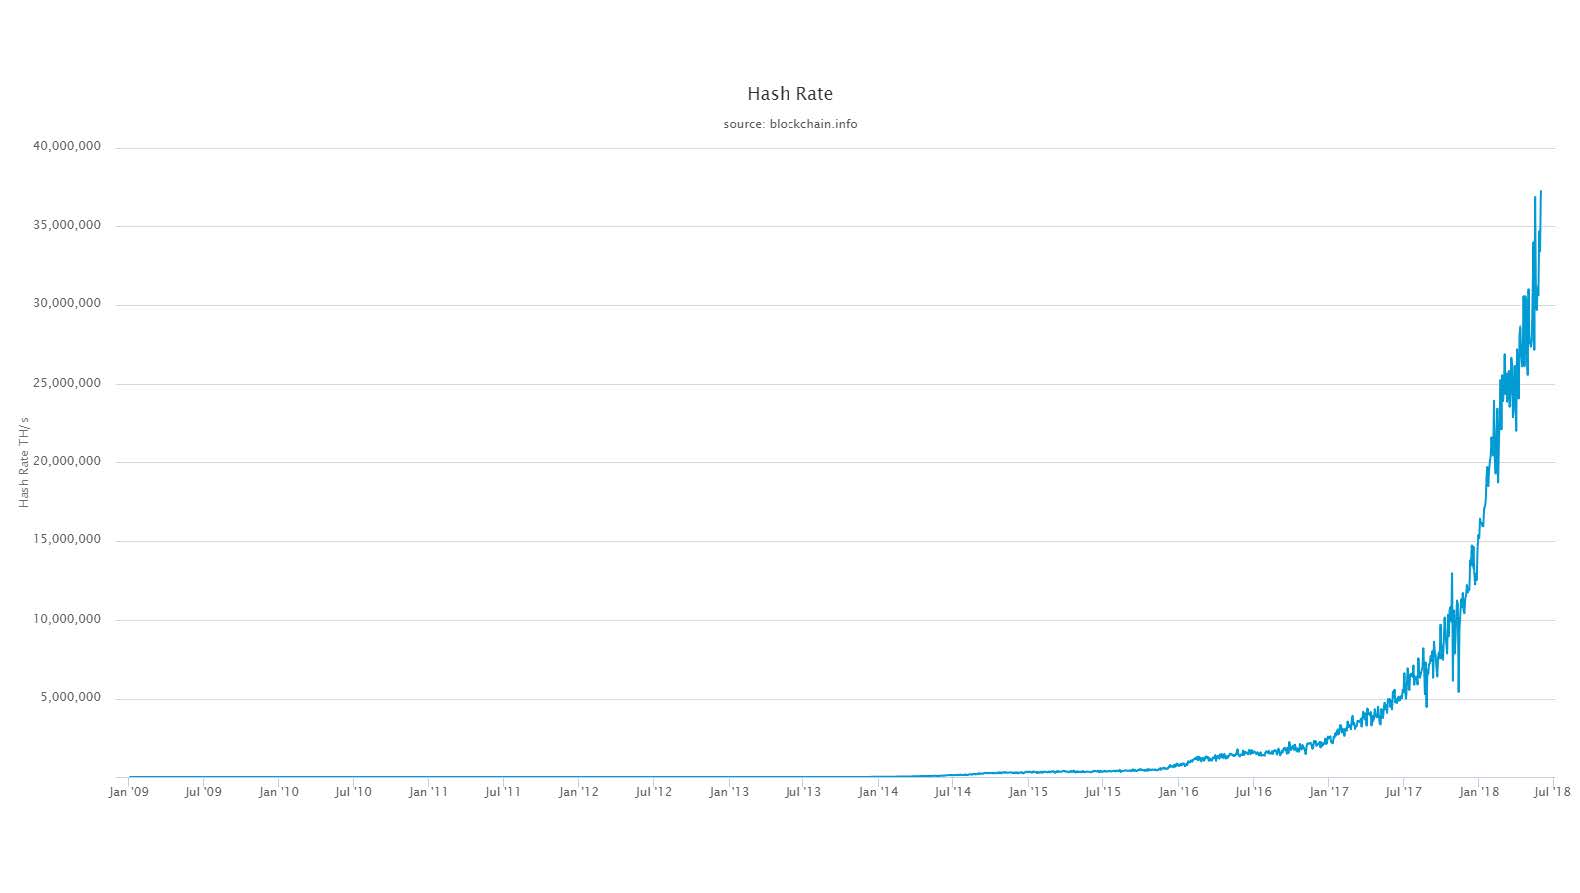 Hash Rate
source: blockchain.info
40,000,000
35,000,000
30,000,000
25,000,000
20,000,000
15,000,000
10,000,000
5,000,000
Hash Rate TH/s
Jan '09 Jul '09 Jan '10 Jul '10 Jan '11 Jul '11 Jan '12 Jul '12 Jan '13 Jul '13 Jan '14 Jul '14 Jan '15 Jul '15 Jan '16 Jul '16 Jan '17 Jul '17 Jan '18 Jul '18